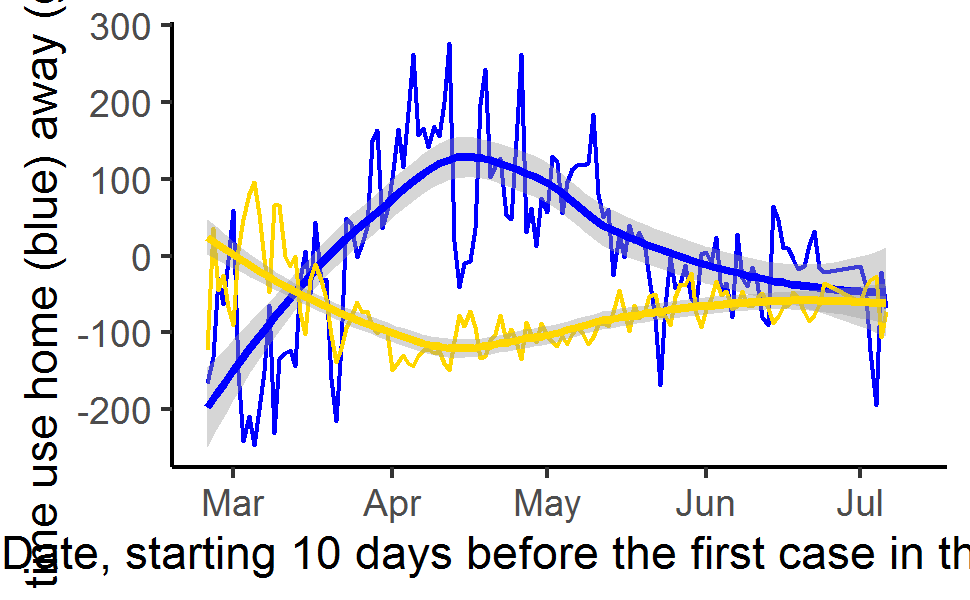 time use home (blue) away (
300
200
100
0
-100
-200
Mar Apr May Jun Jul
Date, starting 10 days before the first case in th